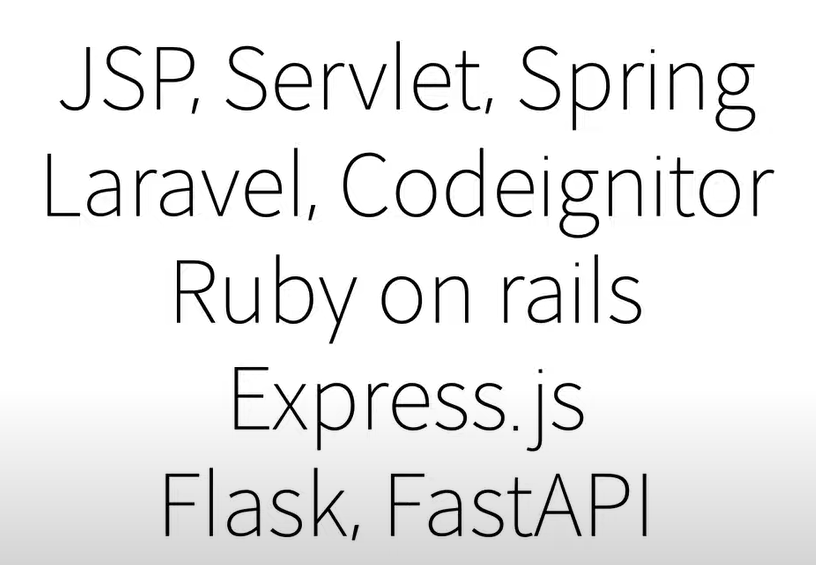 JSP, Servlet, Spring
Laravel, Codeignitor
Ruby on rails
Express.js
Flask, FastAPI